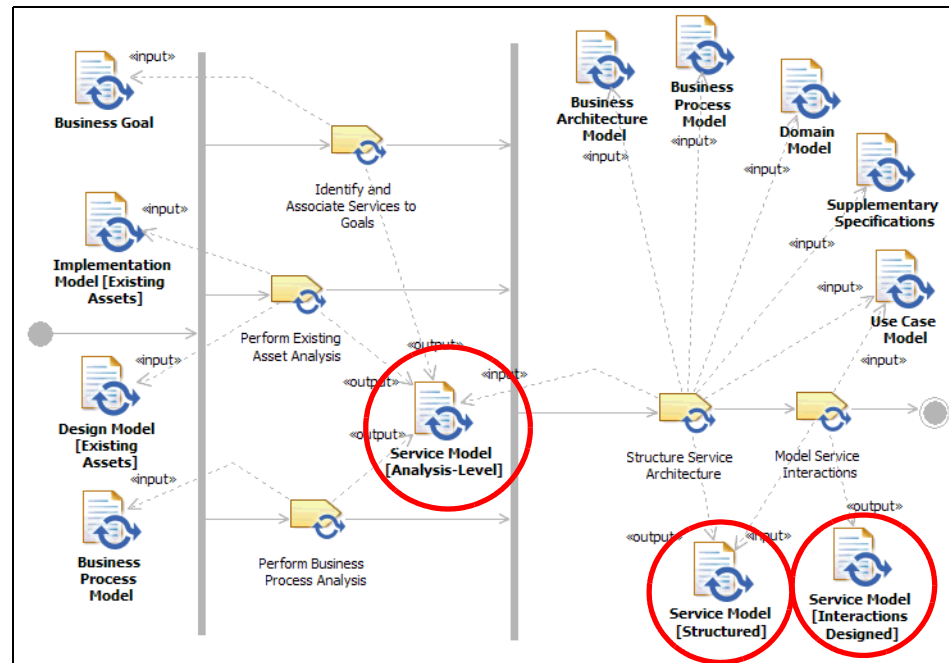 «input»
Business Goal
Identify and
Associate Services to
Goals
«input»
Implementation
Model [Existing
Assets]
Perform Existing
Asset Analysis
«input»
Design Model
[Existing
Assets]
«output»
«output»
«output»
Service Model
[Analysis-Level]
«input»
Business
Process
Model
Perform Business
Process Analysis
Business
Architecture
Model
«input»
Business
Process
Model
«input»
Domain
Model
«input»
Supplementary
Specifications
«input»
«input»
Use Case
Model
«input»
«input»
Structure Service
Architecture
Model Service
Interactions
«output»
«input»
«output»
Service Model
[Structured]
Service Model
[Interactions
Designed]